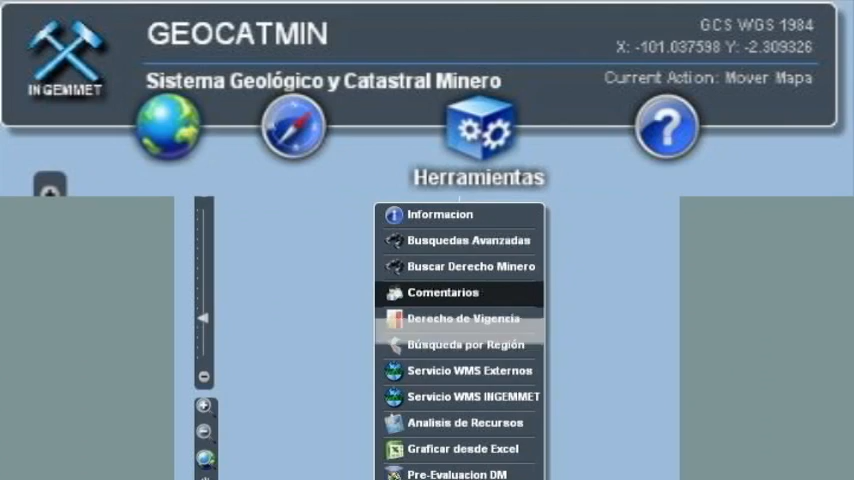 GEOCATMIN
GCS WGS 1984
X: -101.037598 Y: -2.309326
Sistema Geológico y Catastral Minero
Current Action: Mover Mapa
INGEMMET
Herramientas
Informacion
Busquedas Avanzadas
Buscar Derecho Minero
Comentarios
Derecho de Vigencia
Búsqueda por Región
Servicio WMS Externos
Servicio WMS INGEMMET
Analisis de Recursos
Graficar desde Excel
Pre-Evaluacion DM